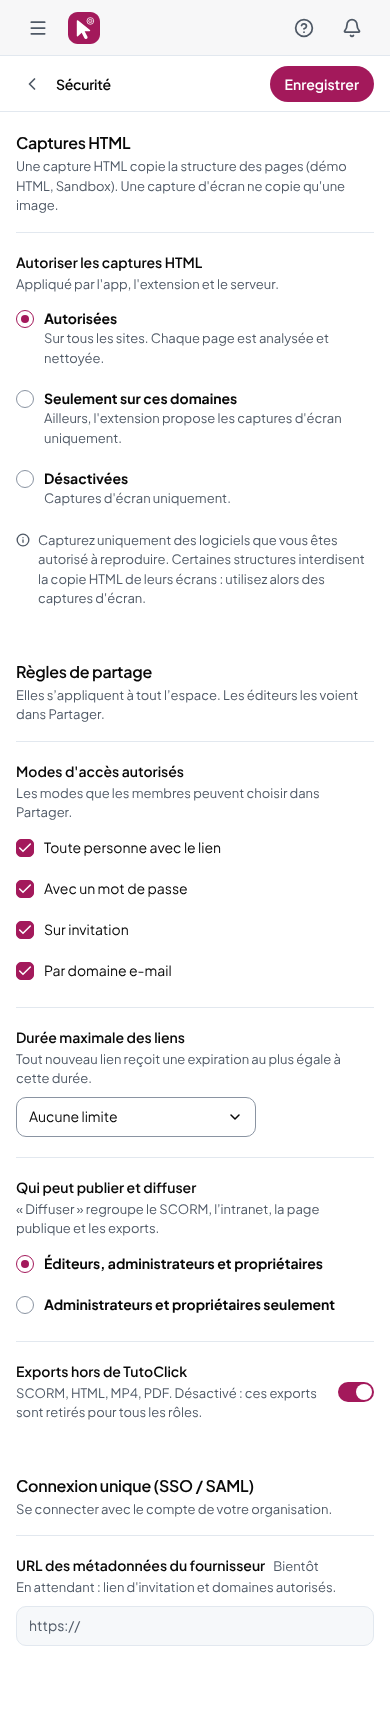 Sécurité
Enregistrer
Captures HTML
Une capture HTML copie la structure des pages (démo
HTML, Sandbox). Une capture d'écran ne copie qu'une
image.
Autoriser les captures HTML
Appliqué par l'app, l'extension et le serveur.
Autorisées
Sur tous les sites. Chaque page est analysée et
nettoyée.
Seulement sur ces domaines
Ailleurs, l'extension propose les captures d'écran
uniquement.
Désactivées
Captures d'écran uniquement.
Capturez uniquement des logiciels que vous êtes
autorisé à reproduire. Certaines structures interdisent
la copie HTML de leurs écrans : utilisez alors des
captures d'écran.
Règles de partage
Elles s'appliquent à tout l'espace. Les éditeurs les voient
dans Partager.
Modes d'accès autorisés
Les modes que les membres peuvent choisir dans
Partager.
Toute personne avec le lien
Avec un mot de passe
Sur invitation
Par domaine e-mail
Durée maximale des liens
Tout nouveau lien reçoit une expiration au plus égale à
cette durée.
Aucune limite
Qui peut publier et diffuser
« Diffuser » regroupe le SCORM, l'intranet, la page
publique et les exports.
Éditeurs, administrateurs et propriétaires
Administrateurs et propriétaires seulement
Exports hors de TutoClick
SCORM, HTML, MP4, PDF. Désactivé : ces exports
sont retirés pour tous les rôles.
Connexion unique (SSO / SAML)
Se connecter avec le compte de votre organisation.
URL des métadonnées du fournisseur Bientôt
En attendant : lien d'invitation et domaines autorisés.
https://